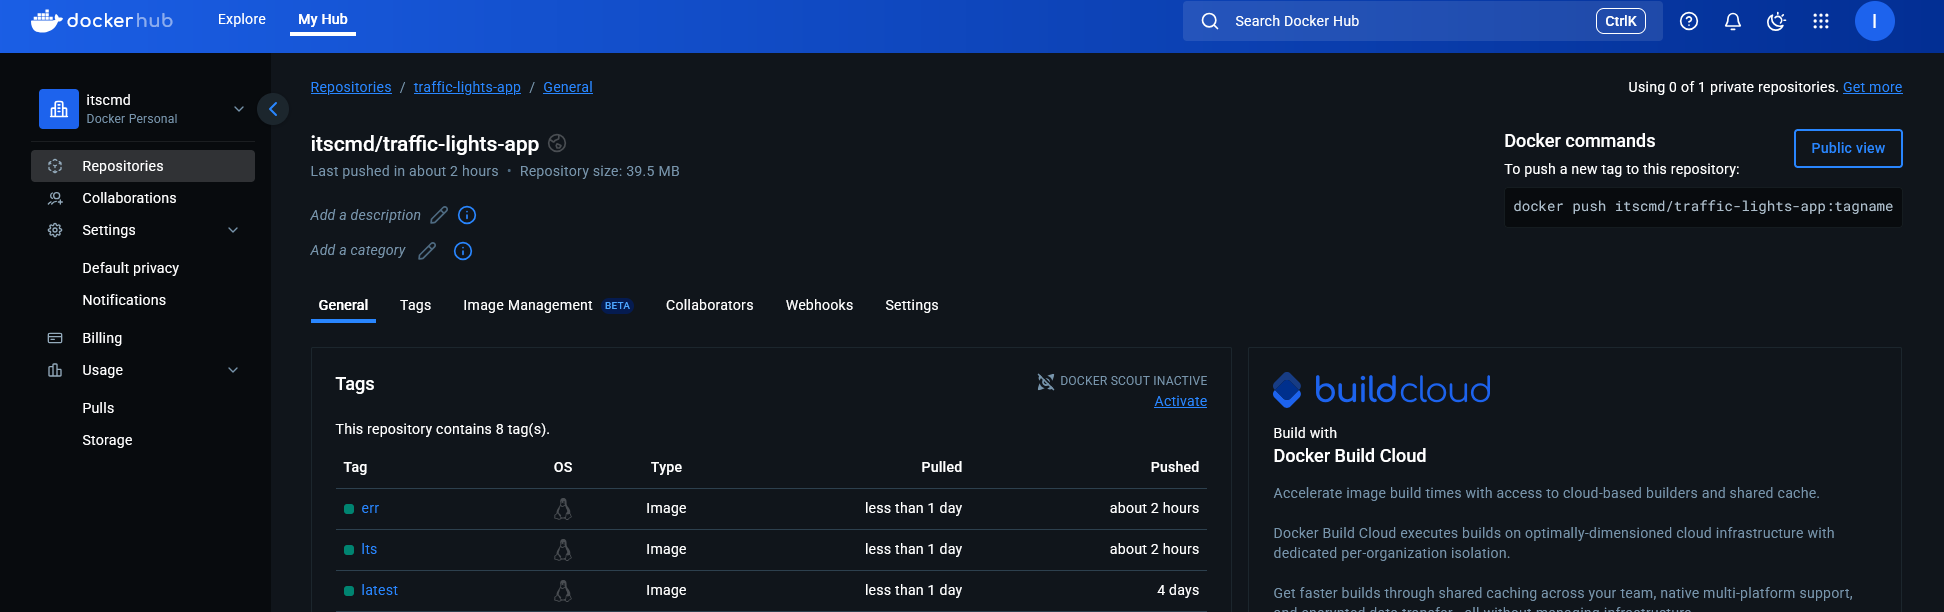 dockerhub
Explore
My Hub
Search Docker Hub
CtrlK
I
itscmd
Docker Personal
Repositories
Collaborations
Settings
Default privacy
Notifications
Billing
Usage
Pulls
Storage
Repositories / traffic-lights-app / General
Using 0 of 1 private repositories. Get more
itscmd/traffic-lights-app
Last pushed in about 2 hours • Repository size: 39.5 MB
Add a description
Add a category
Docker commands
Public view
To push a new tag to this repository:
docker push itscmd/traffic-lights-app:tagname
General Tags Image Management BETA Collaborators Webhooks Settings
Tags
DOCKER SCOUT INACTIVE
Activate
This repository contains 8 tag(s).
Tag OS Type Pulled Pushed
err Image less than 1 day about 2 hours
lts Image less than 1 day about 2 hours
latest Image less than 1 day 4 days
buildcloud
Build with
Docker Build Cloud
Accelerate image build times with access to cloud-based builders and shared cache.
Docker Build Cloud executes builds on optimally-dimensioned cloud infrastructure with
dedicated per-organization isolation.
Get faster builds through shared caching across your team, native multi-platform support,